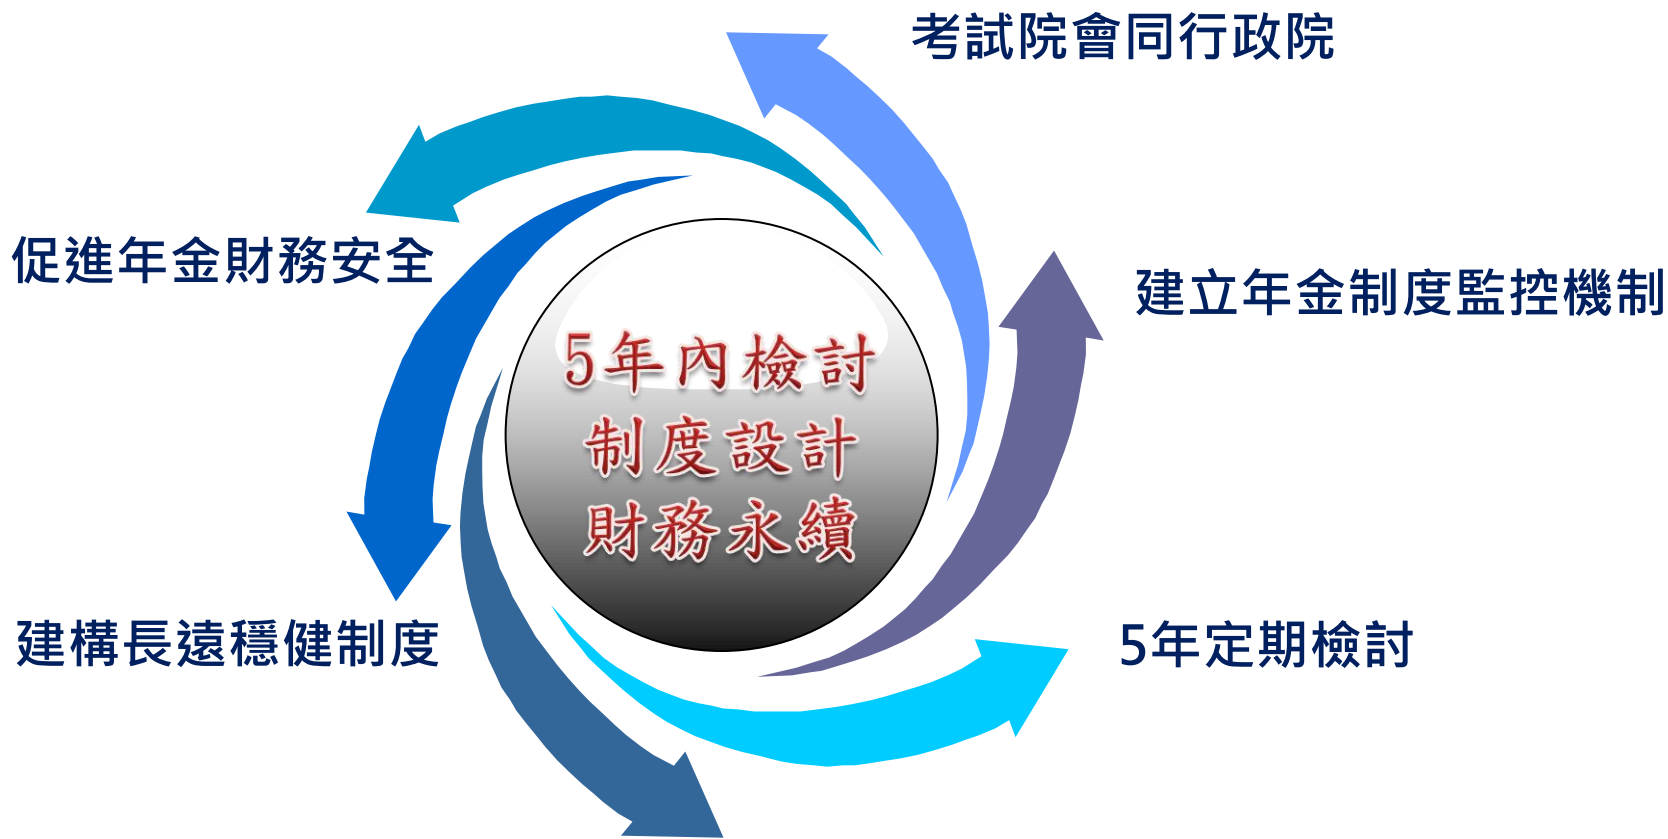 考試院會同行政院
促進年金財務安全
建立年金制度監控機制
5年內檢討
制度設計
財務永續
建構長遠穩健制度
5年定期檢討